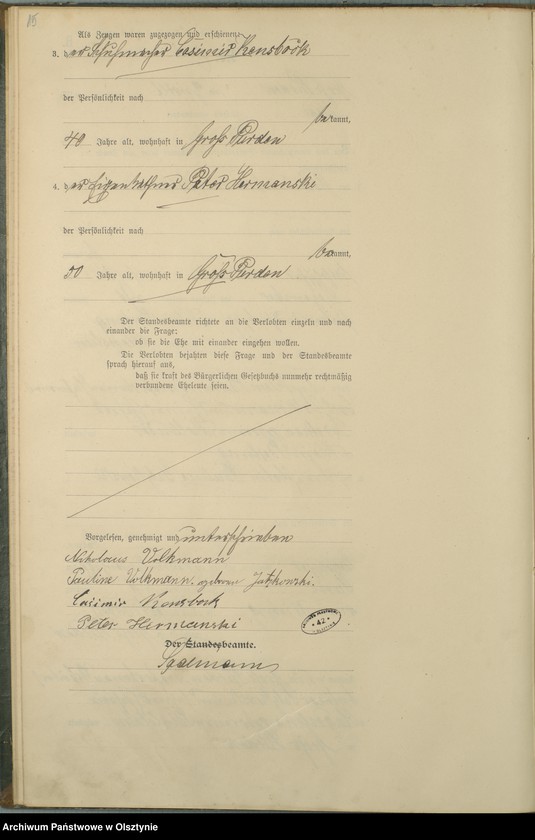 Als Zeugen waren zugezogen und erschienen:
3. der Schuhmacher Casimir Kensbock
der Persönlichkeit nach
bekannt,
40 Jahre alt, wohnhaft in Groß Purden
4. der Eigenkäthner Peter Hermanski
der Persönlichkeit nach
bekannt,
50 Jahre alt, wohnhaft in Groß Purden
Der Standesbeamte richtete an die Verlobten einzeln und nach
einander die Frage:
ob sie die Ehe mit einander eingehen wollen.
Die Verlobten bejahten diese Frage und der Standesbeamte
sprach hierauf aus,
daß sie kraft des Bürgerlichen Gesetzbuchs nunmehr rechtmäßig
verbundene Eheleute seien.
Vorgelesen, genehmigt und unterschrieben
Nikolaus Volkmann
Pauline Volkmann geboren
Casimir Kensbock
Peter Hermanski
Der Standesbeamte.
42
Archiwum Państwowe w Olsztynie